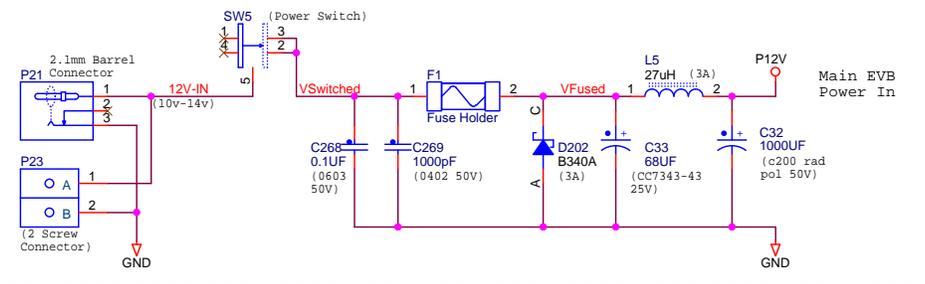 SW5 (Power Switch)
1
4
3
2
5
2.1mm Barrel
Connector
P21
1
2
3
12V-IN
(10v-14v)
VSwitched
1
F1
2
Fuse Holder
VFused
1
L5
27uH (3A)
2
P12V
Main EVB
Power In
C268
0.1UF
(0603
50V)
C269
1000pF
(0402 50V)
C
A
D202
B340A
(3A)
+
C33
68UF
(CC7343-43
25V)
+
C32
1000UF
(c200 rad
pol 50V)
P23
A
1
B
2
(2 Screw
Connector)
GND
GND